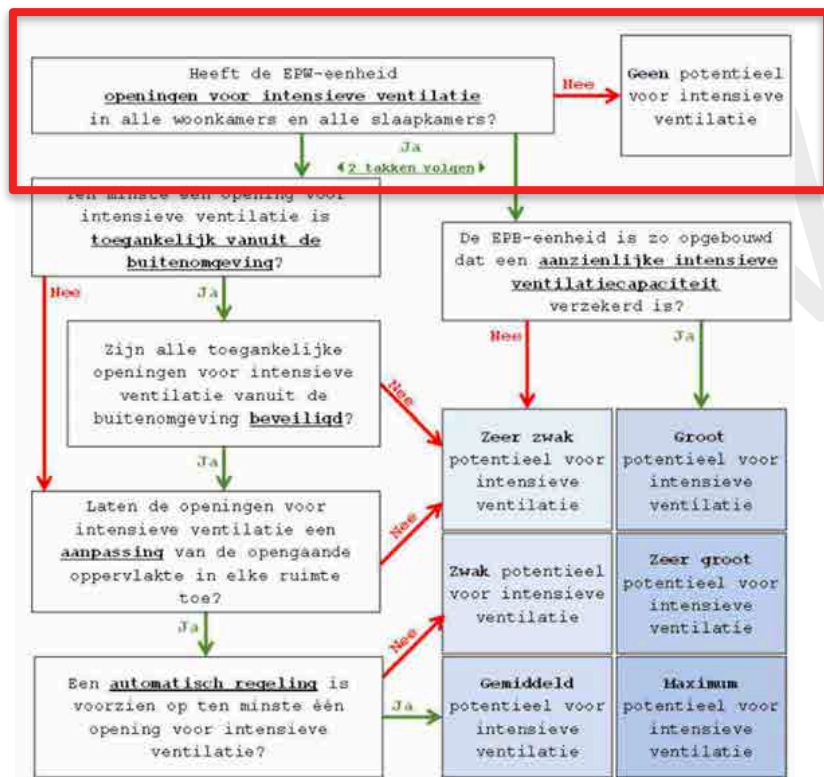 Heeft de EPW-eenheid
openingen voor intensieve ventilatie
in alle woonkamers en alle slaapkamers?
Nee
Geen potentieel
voor intensieve
ventilatie
Ja
2 takken volgen
Ten minste een opening voor
intensieve ventilatie is
toegankelijk vanuit de
buitenomgeving?
De EPB-eenheid is zo opgebouwd
dat een aanzienlijke intensieve
ventilatiecapaciteit
verzekerd is?
Nee
Ja
Nee
Ja
Zijn alle toegankelijke
openingen voor intensieve
ventilatie vanuit de
buitenomgeving beveiligd?
Nee
Ja
Zeer zwak
potentieel voor
intensieve
ventilatie
Groot
potentieel voor
intensieve
ventilatie
Laten de openingen voor
intensieve ventilatie een
aanpassing van de opengaande
oppervlakte in elke ruimte
toe?
Nee
Ja
Zwak potentieel
voor intensieve
ventilatie
Zeer groot
potentieel voor
intensieve
ventilatie
Een automatisch regeling is
voorzien op ten minste één
opening voor intensieve
ventilatie?
Nee
Ja
Gemiddeld
potentieel voor
intensieve
ventilatie
Maximum
potentieel voor
intensieve
ventilatie